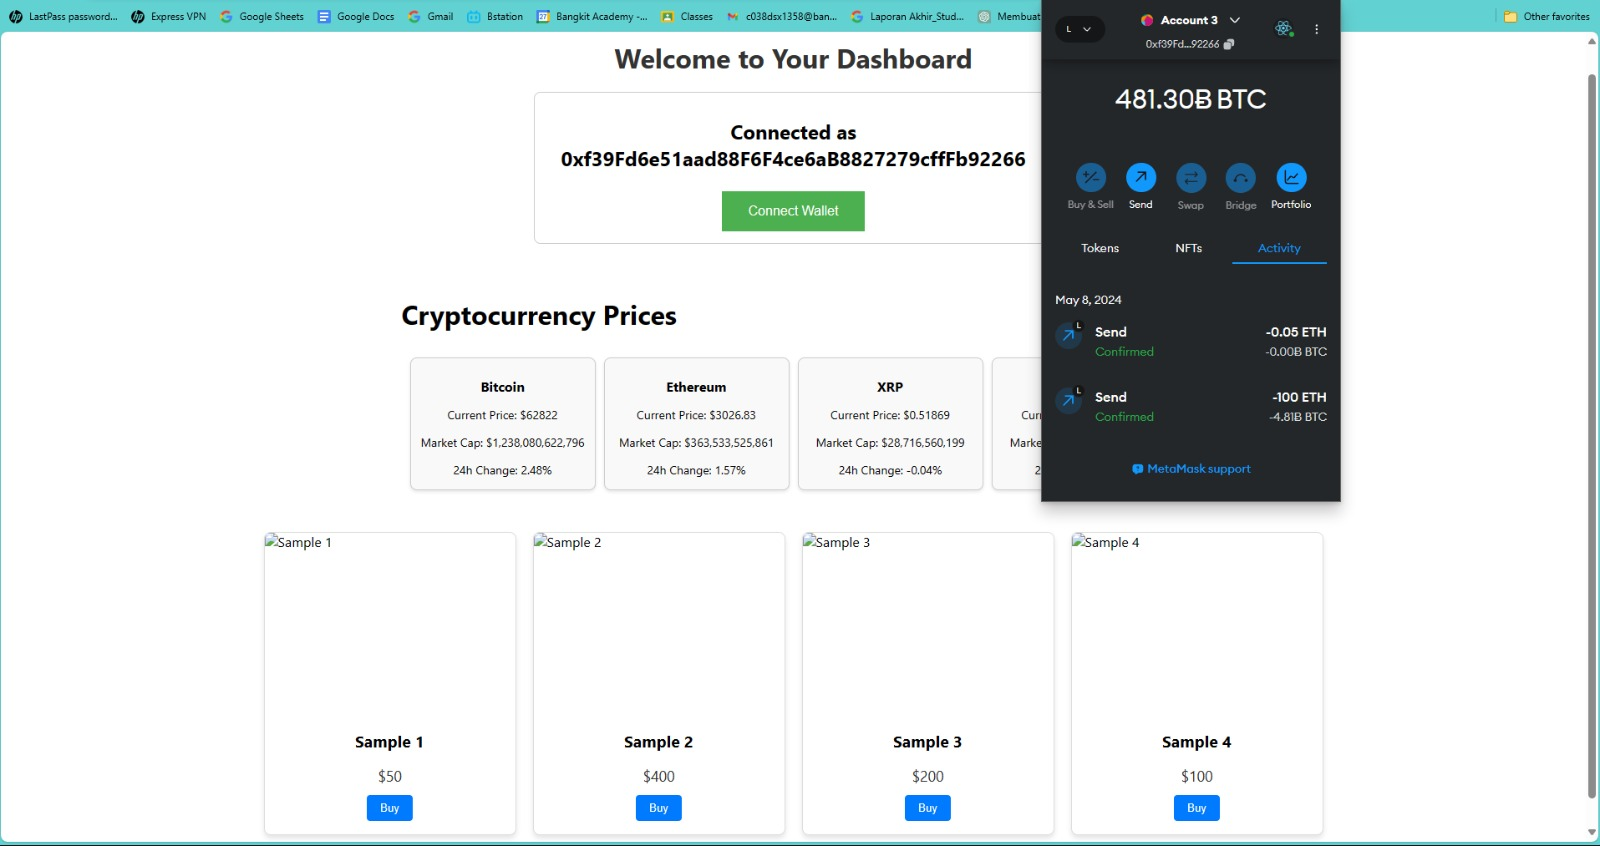 LastPass password...
Express VPN
Google Sheets
Google Docs
Gmail
Bstation
Bangkit Academy -...
Classes
c038dsx1358@ban...
Laporan Akhir_Stud...
Membuat
Other favorites
Welcome to Your Dashboard
Connected as
0xf39Fd6e51aad88F6F4ce6aB8827279cffFb92266
Connect Wallet
Cryptocurrency Prices
Bitcoin
Current Price: $62822
Market Cap: $1,238,080,622,796
24h Change: 2.48%
Ethereum
Current Price: $3026.83
Market Cap: $363,533,525,861
24h Change: 1.57%
XRP
Current Price: $0.51869
Market Cap: $28,716,560,199
24h Change: -0.04%
Curr
Marke
2
L
Account 3
0xf39Fd...92266
481.30Ƀ BTC
Buy & Sell
Send
Swap
Bridge
Portfolio
Tokens
NFTs
Activity
May 8, 2024
L
Send
-0.05 ETH
Confirmed
-0.00Ƀ BTC
L
Send
-100 ETH
Confirmed
-4.81Ƀ BTC
MetaMask support
Sample 1
Sample 1
$50
Buy
Sample 2
Sample 2
$400
Buy
Sample 3
Sample 3
$200
Buy
Sample 4
Sample 4
$100
Buy